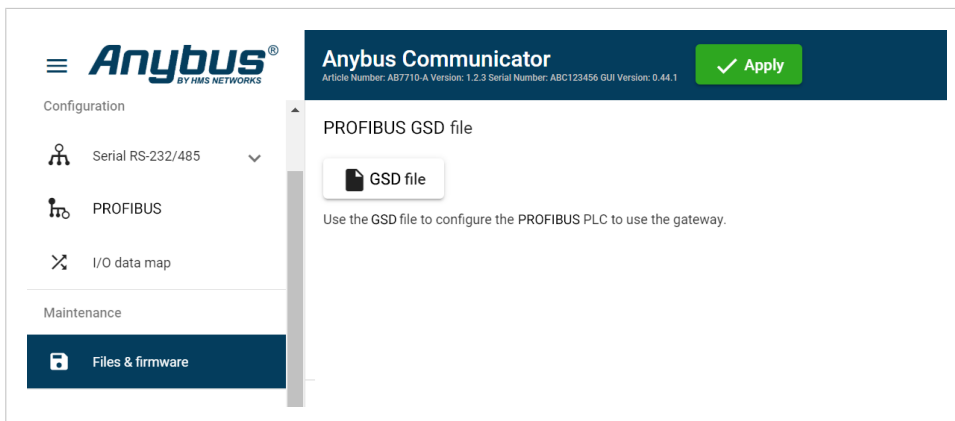 Anybus®
BY HMS NETWORKS
Configuration
Serial RS-232/485
PROFIBUS
I/O data map
Maintenance
Files & firmware
Anybus Communicator
Article Number: AB7710-A Version: 1.2.3 Serial Number: ABC123456 GUI Version: 0.44.1
Apply
PROFIBUS GSD file
GSD file
Use the GSD file to configure the PROFIBUS PLC to use the gateway.